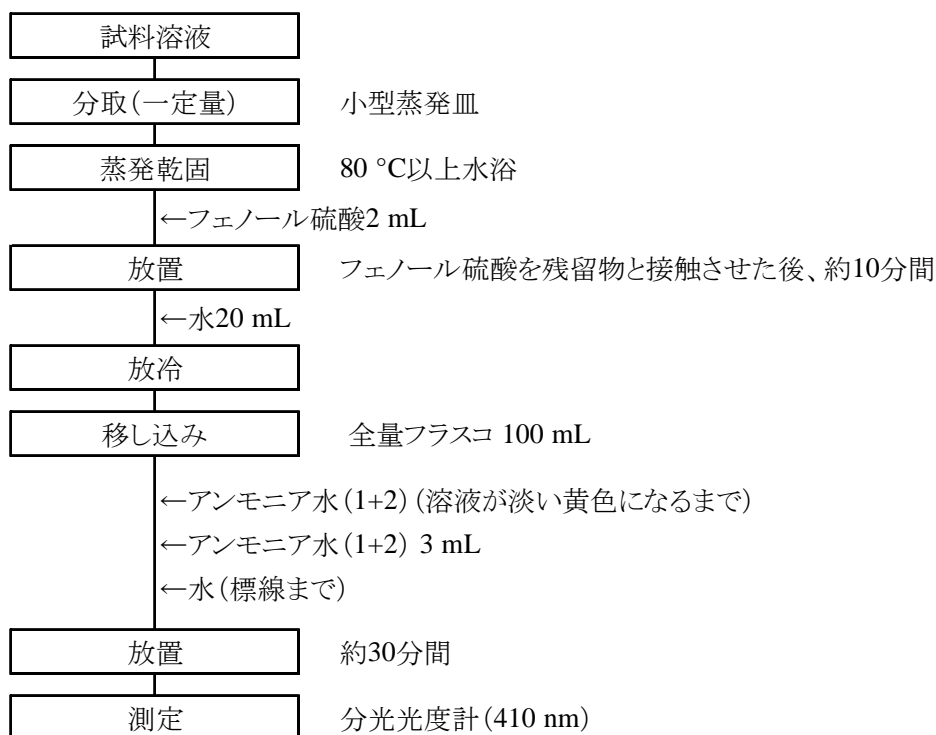 試料溶液
分取(一定量) 小型蒸発皿
蒸発乾固 80 °C以上水浴
←フェノール硫酸2 mL
放置 フェノール硫酸を残留物と接触させた後、約10分間
←水20 mL
放冷
移し込み 全量フラスコ 100 mL
←アンモニア水(1+2)(溶液が淡い黄色になるまで)
←アンモニア水(1+2) 3 mL
←水(標線まで)
放置 約30分間
測定 分光光度計(410 nm)